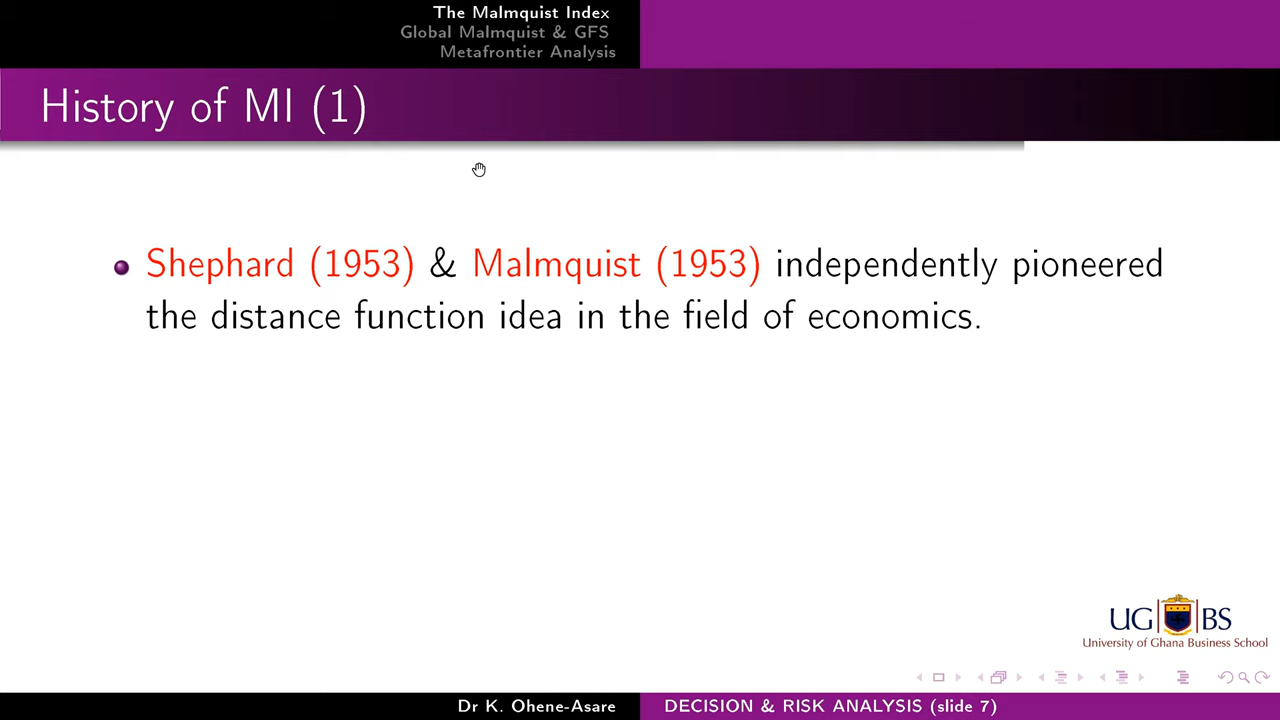 The Malmquist Index
Global Malmquist & GFS
Metafrontier Analysis
History of MI (1)
Shephard (1953) & Malmquist (1953) independently pioneered
the distance function idea in the field of economics.
UG BS
University of Ghana Business School
Dr K. Ohene-Asare DECISION & RISK ANALYSIS (slide 7)